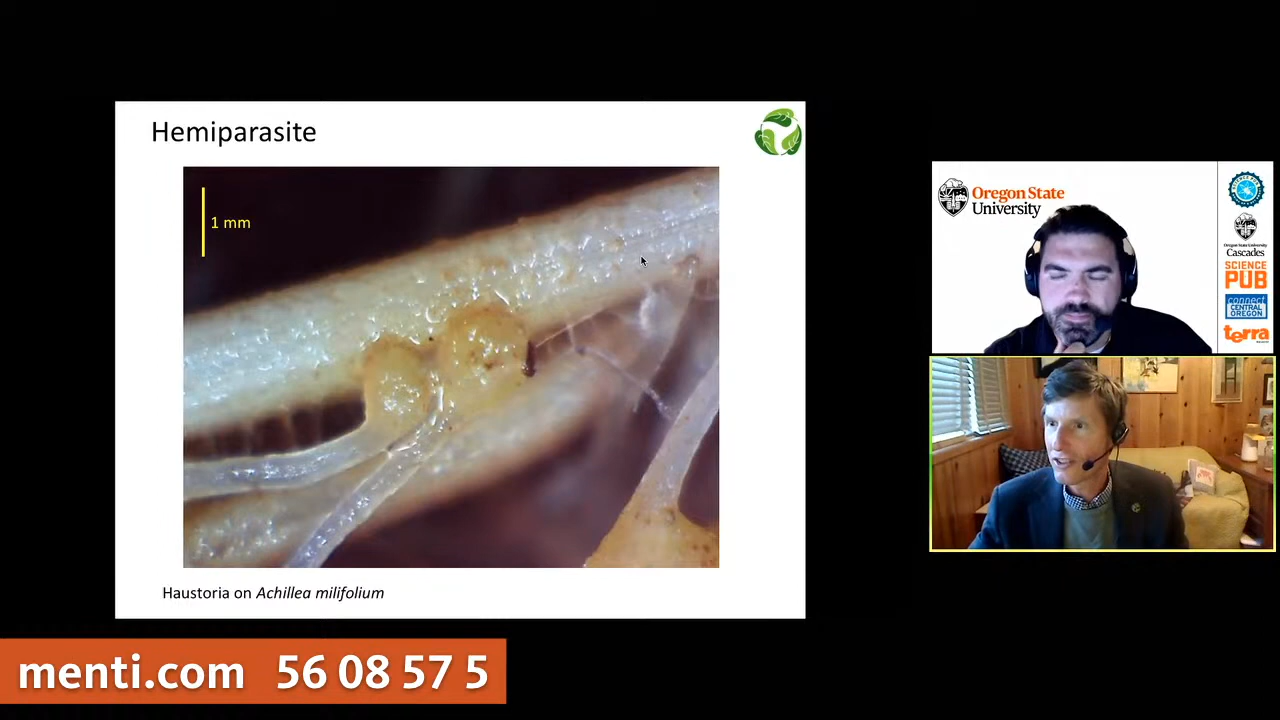 Hemiparasite
1 mm
Haustoria on Achillea milifolium
Oregon State
University
Oregon State University
Cascades
SCIENCE
PUB
connect
CENTRAL
OREGON
terra
menti.com 56 08 57 5